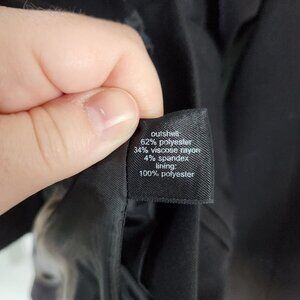 outshell:
62% polyester
34% viscose rayon
4% spandex
lining:
100% polyester